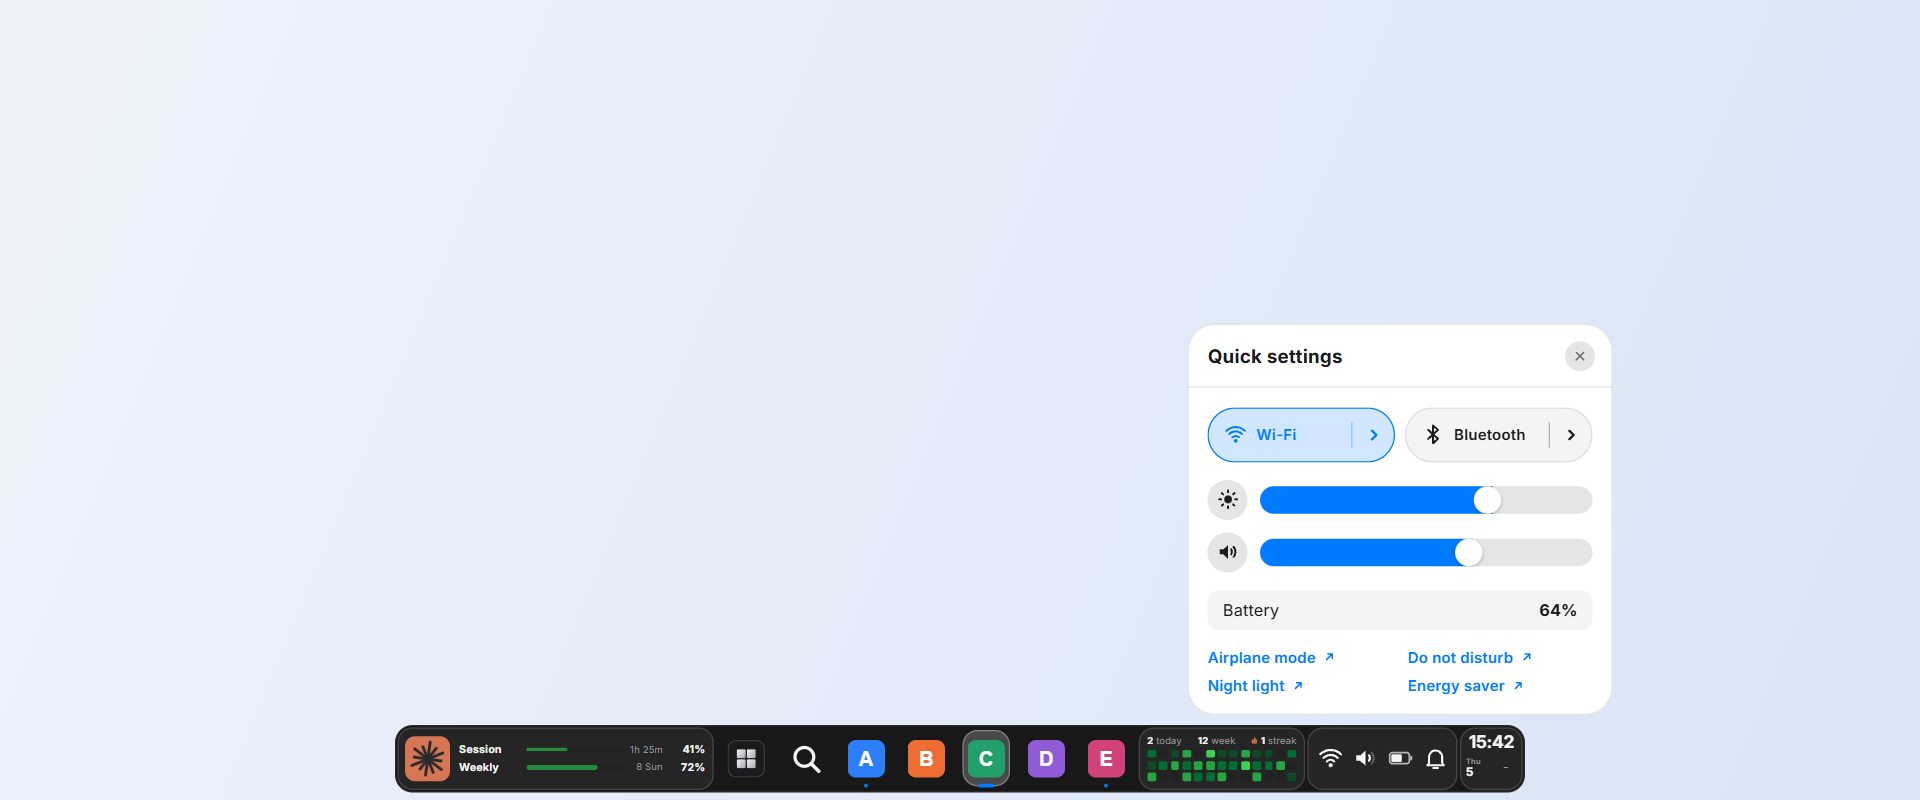 Quick settings
Wi-Fi
Bluetooth
Battery 64%
Airplane mode
Do not disturb
Night light
Energy saver
Session 1h 25m 41%
Weekly 8 Sun 72%
A
B
C
D
E
2 today 12 week 1 streak
15:42
Thu
5